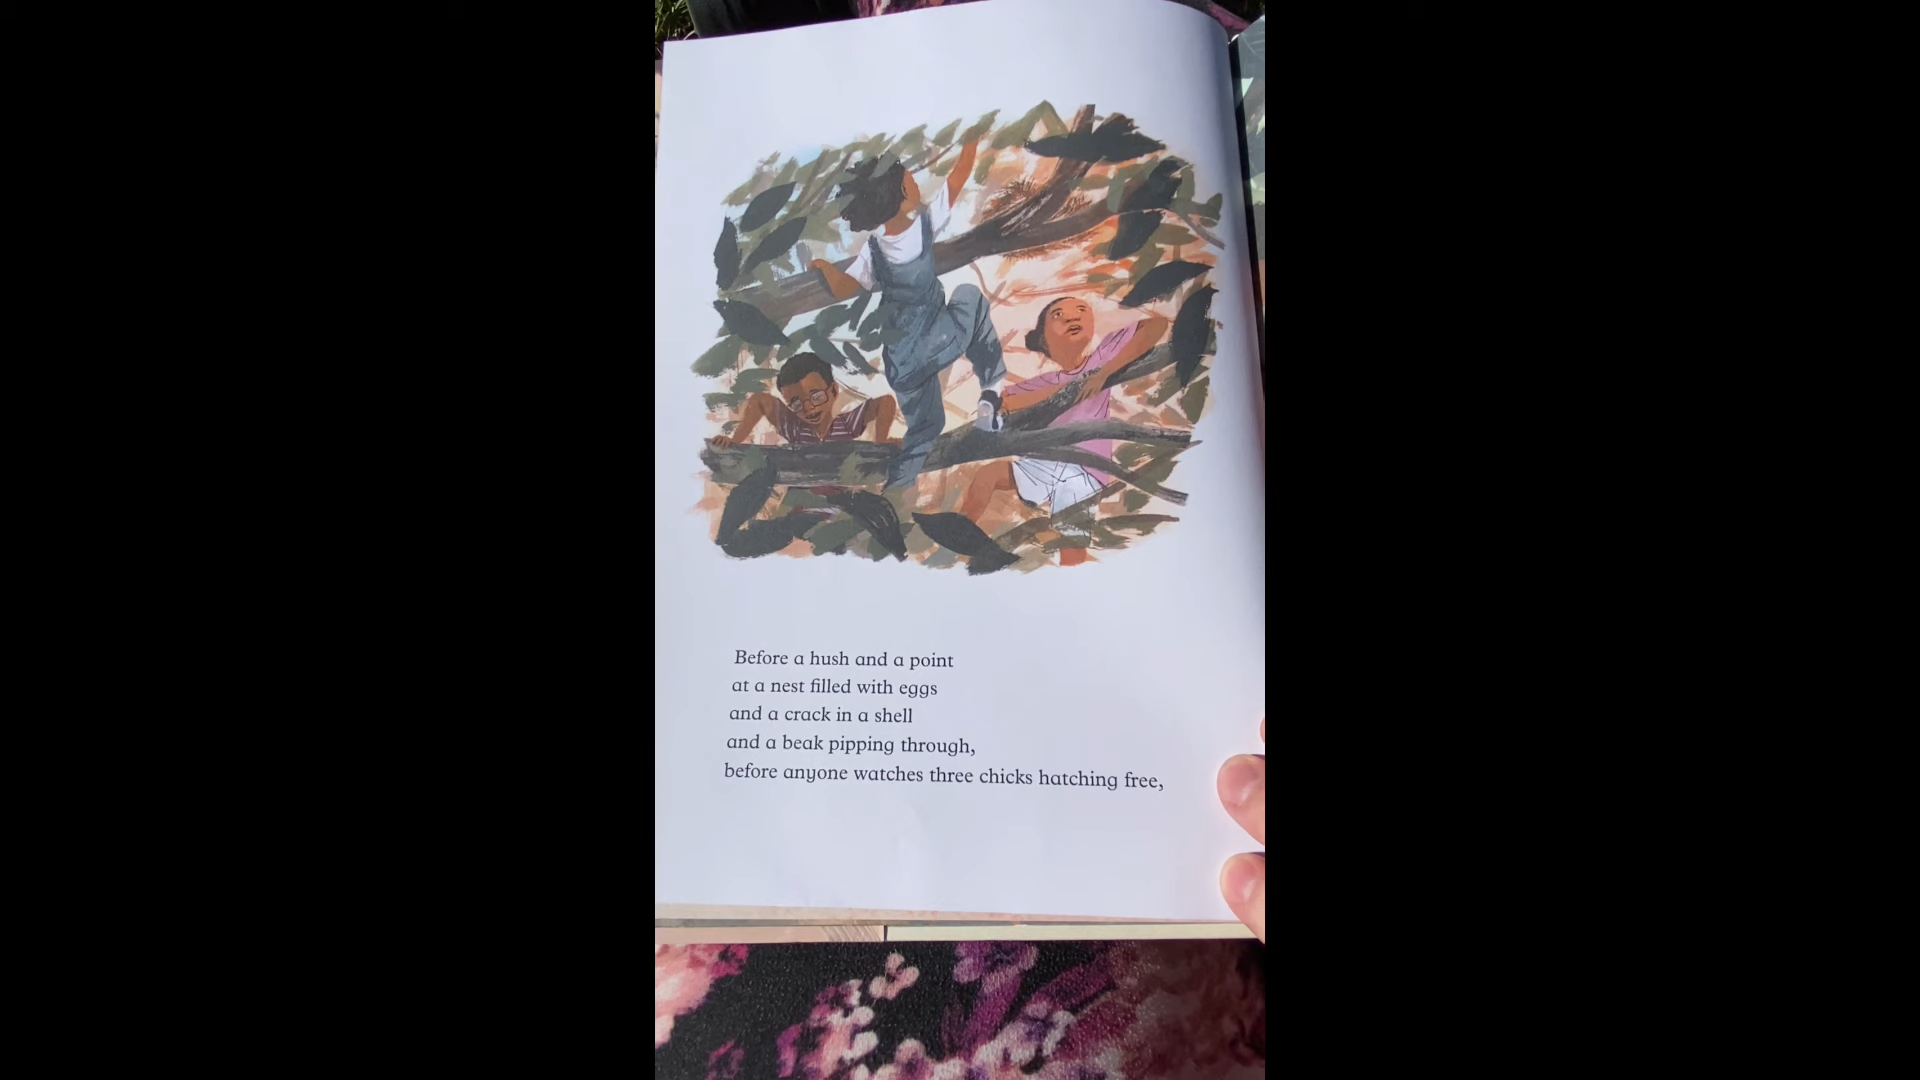 Before a hush and a point
at a nest filled with eggs
and a crack in a shell
and a beak pipping through,
before anyone watches three chicks hatching free,